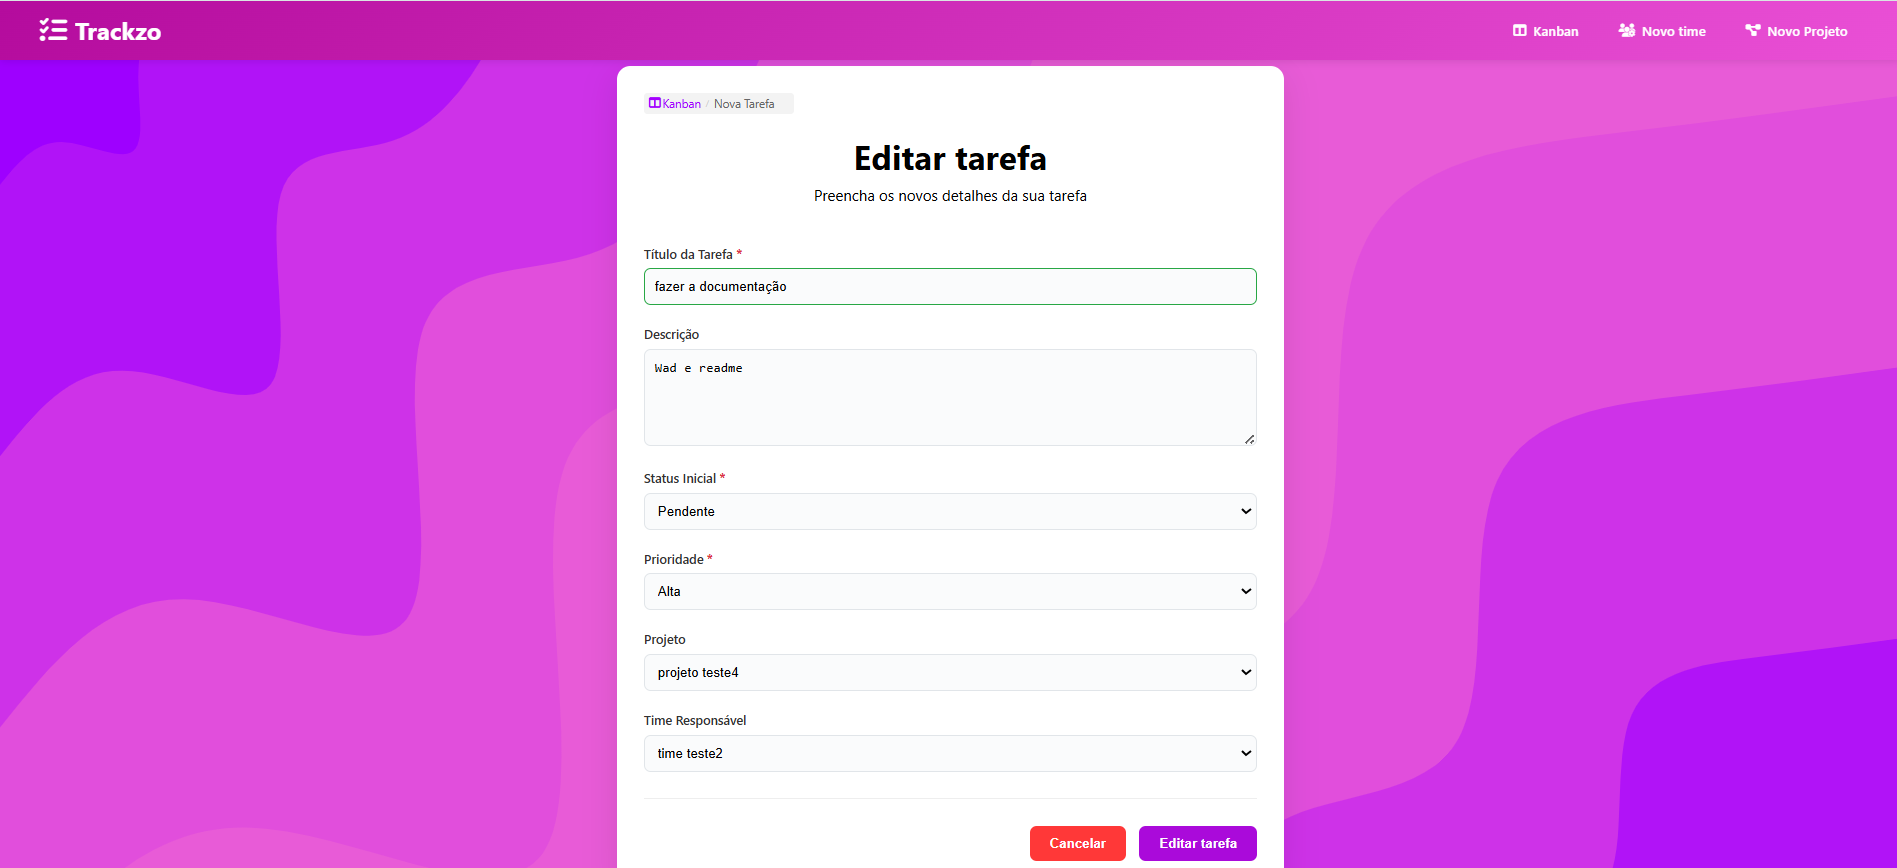 Trackzo
Kanban
Novo time
Novo Projeto
Kanban / Nova Tarefa
Editar tarefa
Preencha os novos detalhes da sua tarefa
Título da Tarefa *
fazer a documentação
Descrição
Wad e readme
Status Inicial *
Pendente
Prioridade *
Alta
Projeto
projeto teste4
Time Responsável
time teste2
Cancelar
Editar tarefa